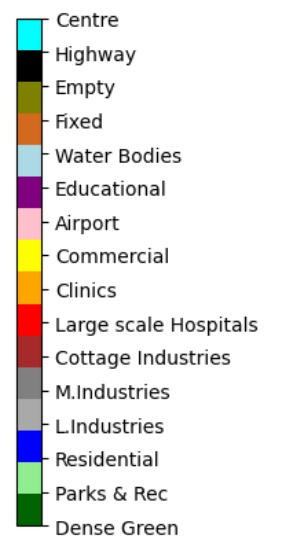 Centre
Highway
Empty
Fixed
Water Bodies
Educational
Airport
Commercial
Clinics
Large scale Hospitals
Cottage Industries
M.Industries
L.Industries
Residential
Parks & Rec
Dense Green